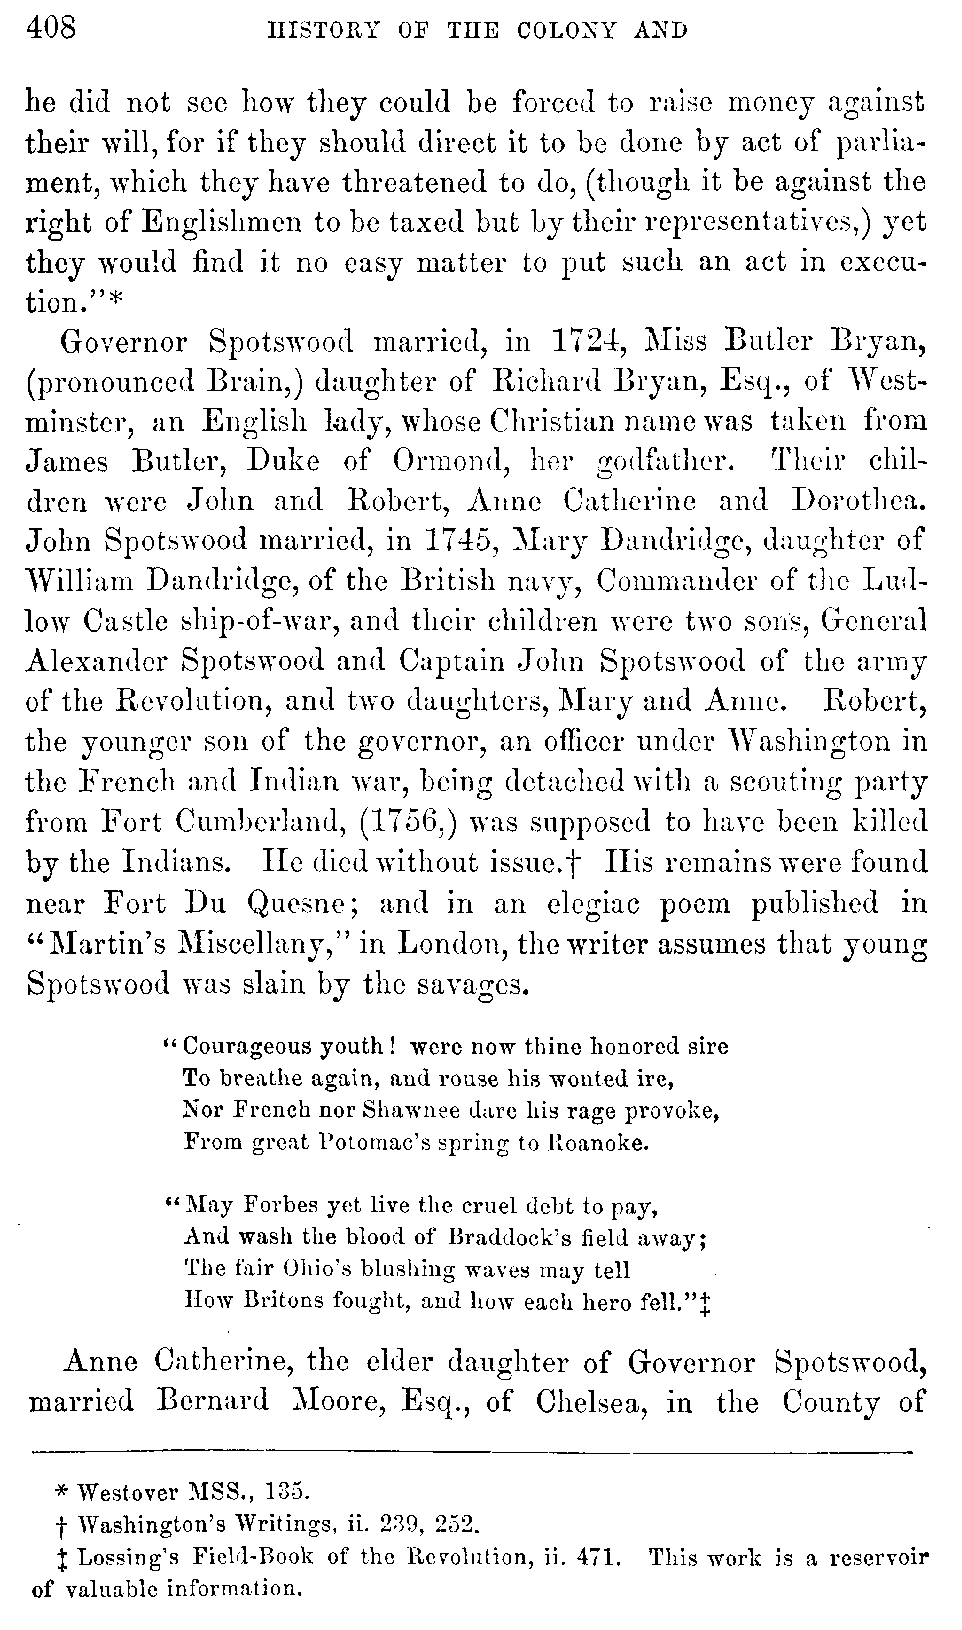 408 HISTORY OF THE COLONY AND
he did not see how they could be forced to raise money against
their will, for if they should direct it to be done by act of parlia-
ment, which they have threatened to do, (though it be against the
right of Englishmen to be taxed but by their representatives,) yet
they would find it no easy matter to put such an act in execu-
tion."*
Governor Spotswood married, in 1724, Miss Butler Bryan,
(pronounced Brain,) daughter of Richard Bryan, Esq., of West-
minster, an English lady, whose Christian name was taken from
James Butler, Duke of Ormond, her godfather. Their chil-
dren were John and Robert, Anne Catherine and Dorothea.
John Spotswood married, in 1745, Mary Dandridge, daughter of
William Dandridge, of the British navy, Commander of the Lud-
low Castle ship-of-war, and their children were two sons, General
Alexander Spotswood and Captain John Spotswood of the army
of the Revolution, and two daughters, Mary and Anne. Robert,
the younger son of the governor, an officer under Washington in
the French and Indian war, being detached with a scouting party
from Fort Cumberland, (1756,) was supposed to have been killed
by the Indians. He died without issue.† His remains were found
near Fort Du Quesne; and in an elegiac poem published in
"Martin's Miscellany," in London, the writer assumes that young
Spotswood was slain by the savages.
"Courageous youth! were now thine honored sire
To breathe again, and rouse his wonted ire,
Nor French nor Shawnee dare his rage provoke,
From great Potomac's spring to Roanoke.
"May Forbes yet live the cruel debt to pay,
And wash the blood of Braddock's field away;
The fair Ohio's blushing waves may tell
How Britons fought, and how each hero fell."‡
Anne Catherine, the elder daughter of Governor Spotswood,
married Bernard Moore, Esq., of Chelsea, in the County of
* Westover MSS., 135.
† Washington's Writings, ii. 239, 252.
‡ Lossing's Field-Book of the Revolution, ii. 471. This work is a reservoir
of valuable information.